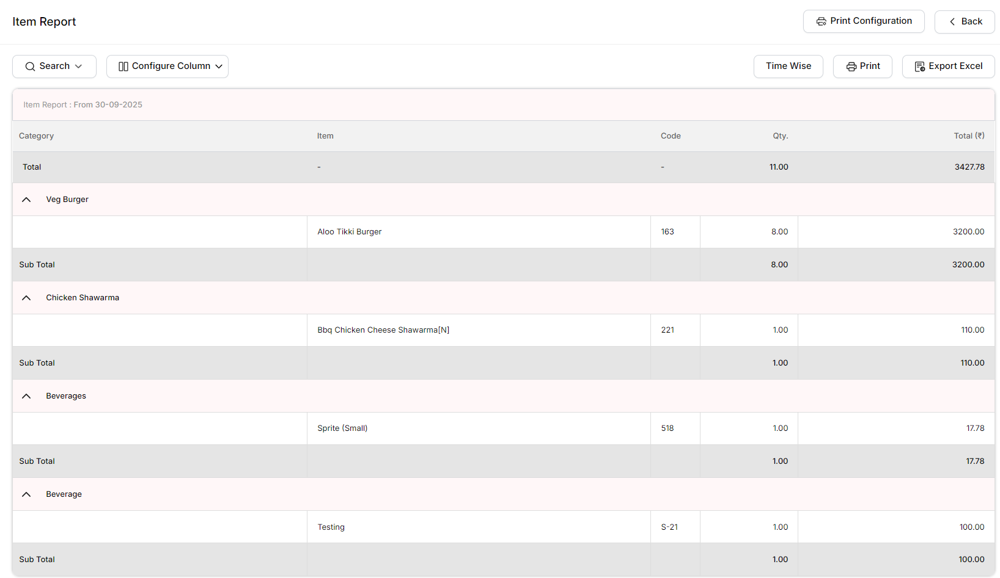 Item Report
Print Configuration
Back
Search
Configure Column
Time Wise
Print
Export Excel
Item Report : From 30-09-2025
Category Item Code Qty. Total (₹)
Total - - 11.00 3427.78
Veg Burger
Aloo Tikki Burger 163 8.00 3200.00
Sub Total 8.00 3200.00
Chicken Shawarma
Bbq Chicken Cheese Shawarma[N] 221 1.00 110.00
Sub Total 1.00 110.00
Beverages
Sprite (Small) 518 1.00 17.78
Sub Total 1.00 17.78
Beverage
Testing S-21 1.00 100.00
Sub Total 1.00 100.00